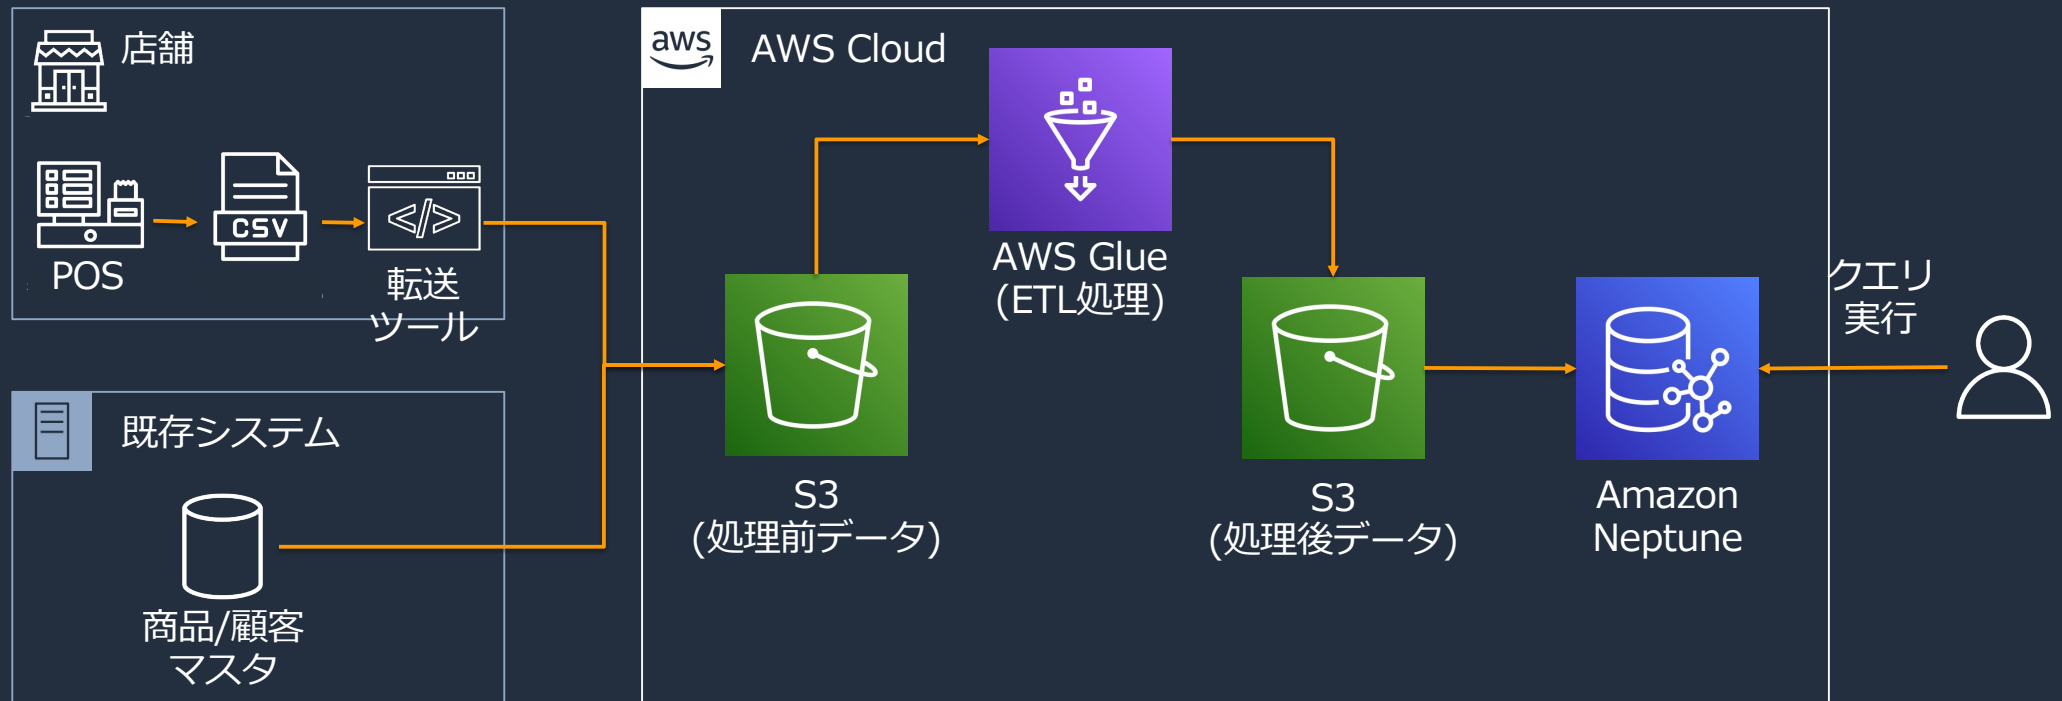 店舗
POS
CSV
</>
転送
ツール
既存システム
商品/顧客
マスタ
aws
AWS Cloud
S3
(処理前データ)
AWS Glue
(ETL処理)
S3
(処理後データ)
Amazon
Neptune
クエリ
実行